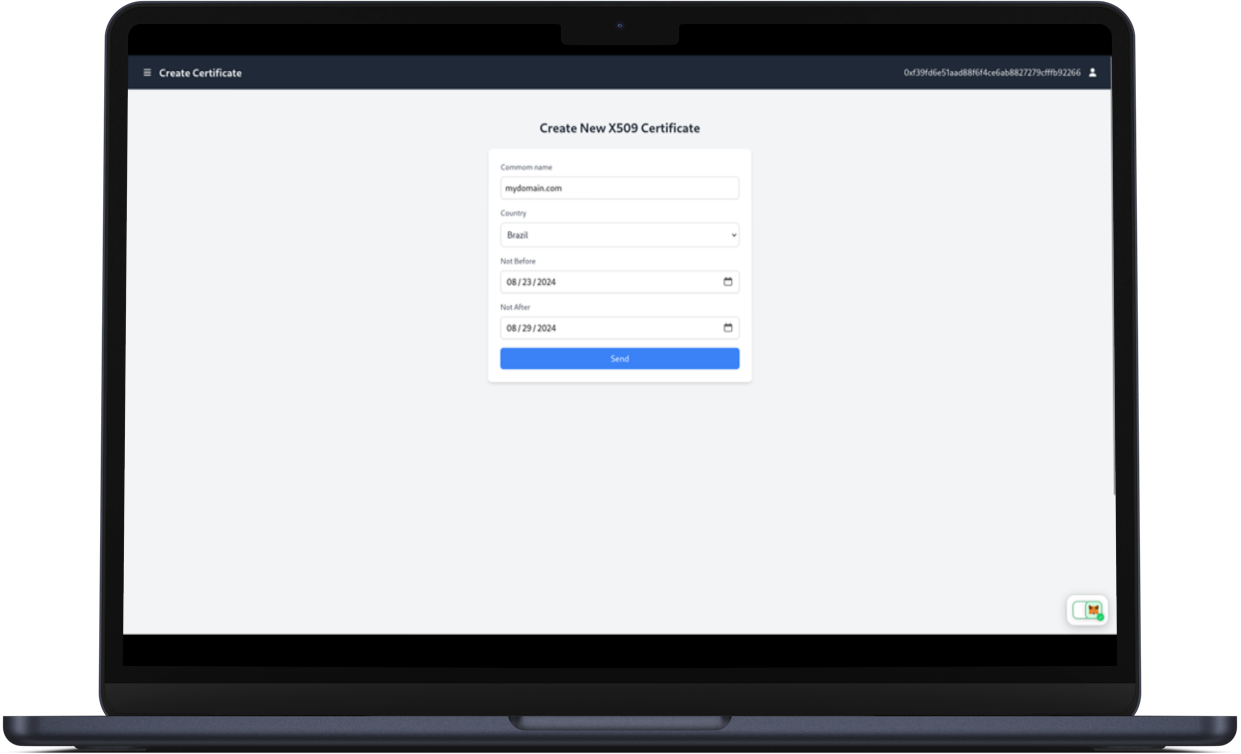 Create Certificate
0xf39fd6e51aad88f6f4ce6ab8827279cfffb92266
Create New X509 Certificate
Commom name
mydomain.com
Country
Brazil
Not Before
08/23/2024
Not After
08/29/2024
Send